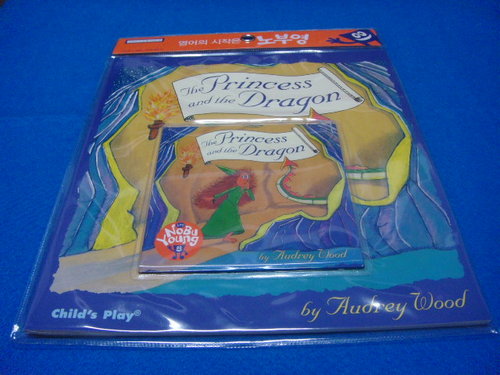 영어의 시작은 노부영
The Princess
and the Dragon
The Princess
and the Dragon
NoBu
Young
by Audrey Wood
Child's Play®
by Audrey Wood